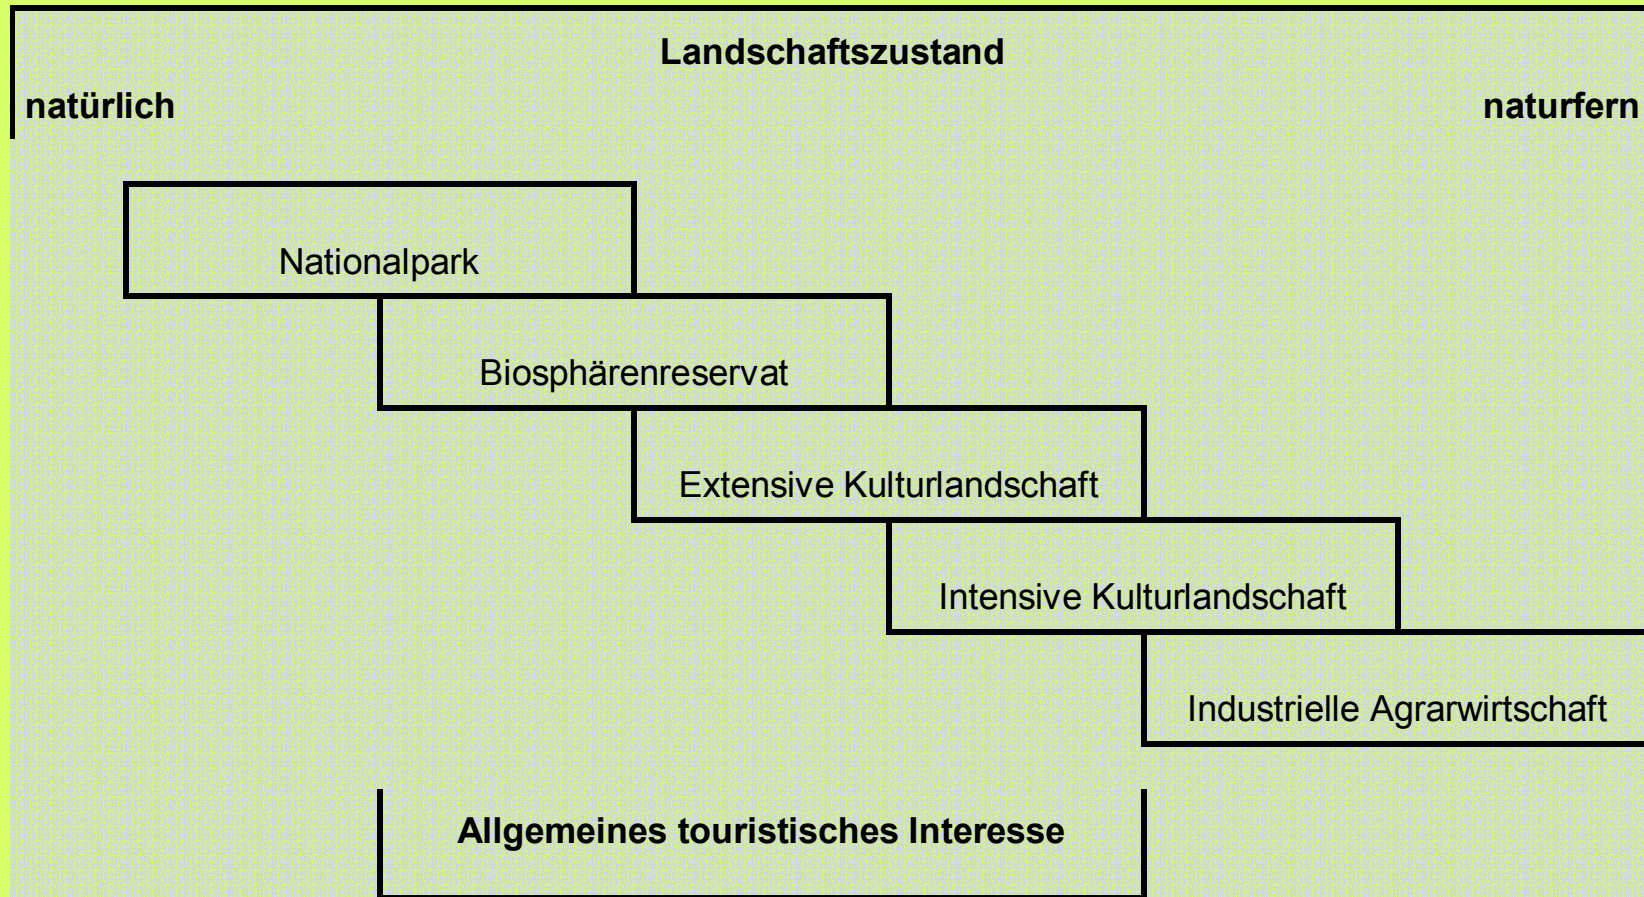 Landschaftszustand
natürlich naturfern
Nationalpark
Biosphärenreservat
Extensive Kulturlandschaft
Intensive Kulturlandschaft
Industrielle Agrarwirtschaft
Allgemeines touristisches Interesse